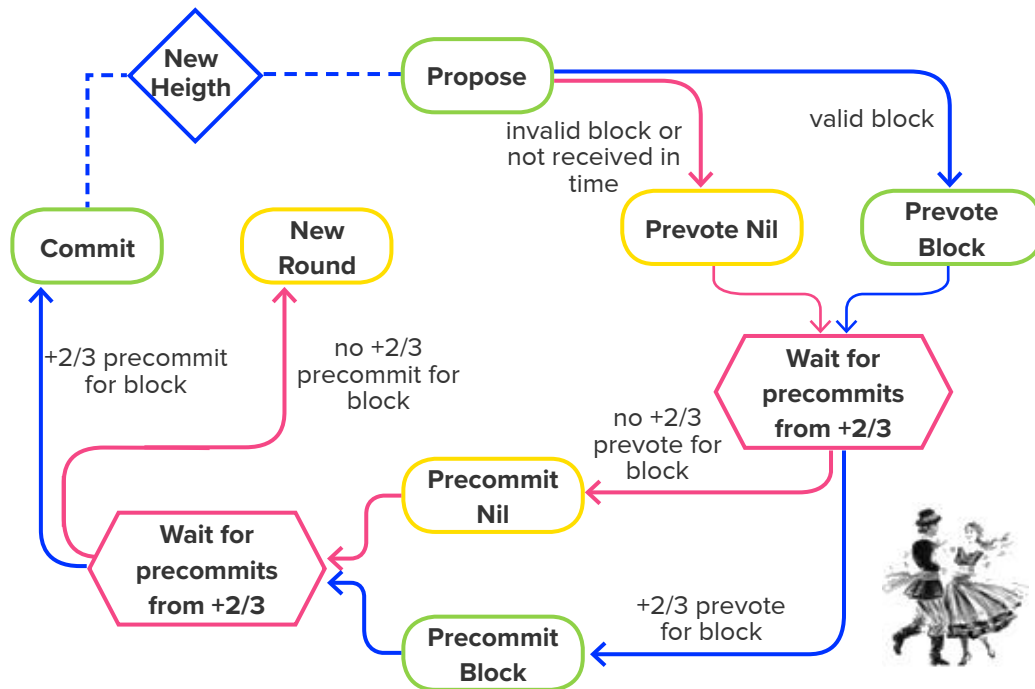 New
Heigth
Propose
invalid block or
not received in
time
valid block
Commit
New
Round
Prevote Nil
Prevote
Block
+2/3 precommit
for block
no +2/3
precommit for
block
Wait for
precommits
from +2/3
no +2/3
prevote for
block
Precommit
Nil
Wait for
precommits
from +2/3
+2/3 prevote
for block
Precommit
Block